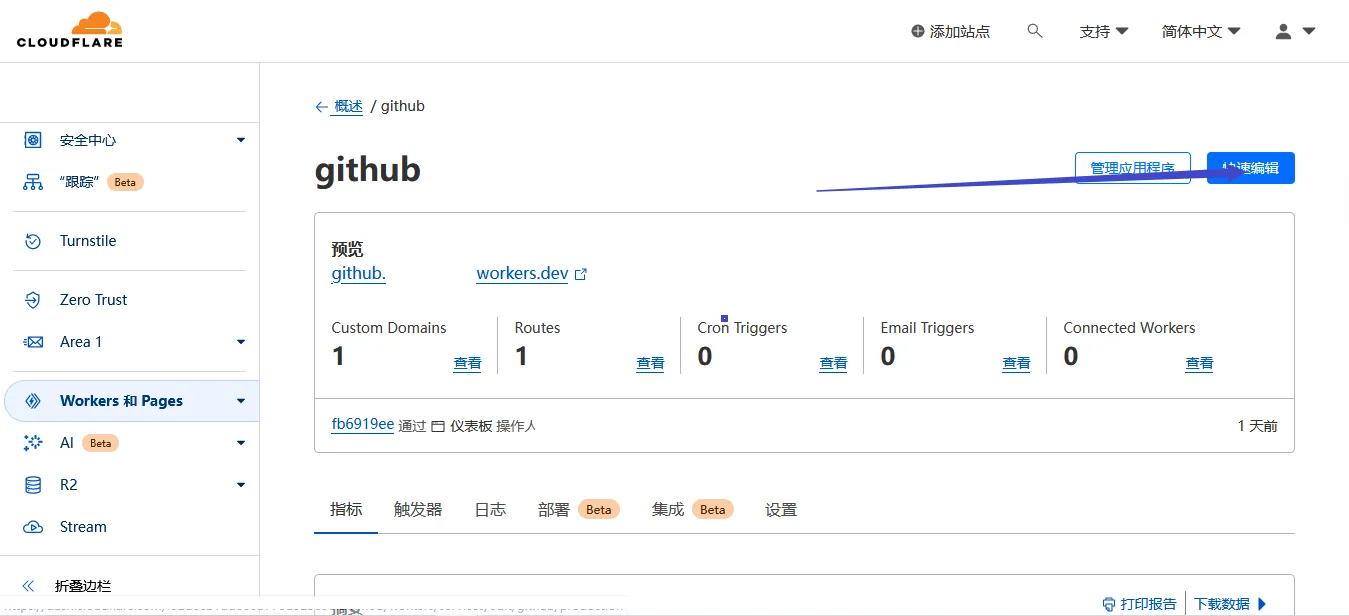 CLOUDFLARE
添加站点
支持
简体中文
安全中心
“跟踪” Beta
Turnstile
Zero Trust
Area 1
Workers 和 Pages
AI Beta
R2
Stream
折叠边栏
← 概述 / github
github
管理应用程序
快速编辑
预览
github. workers.dev
Custom Domains
1 查看
Routes
1 查看
Cron Triggers
0 查看
Email Triggers
0 查看
Connected Workers
0 查看
fb6919ee 通过 仪表板 操作人
1 天前
指标 触发器 日志 部署 Beta 集成 Beta 设置
摘要
打印报告 下载数据